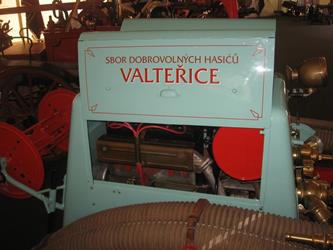 SBOR DOBROVOLNÝCH HASIČŮ
VALTEŘICE